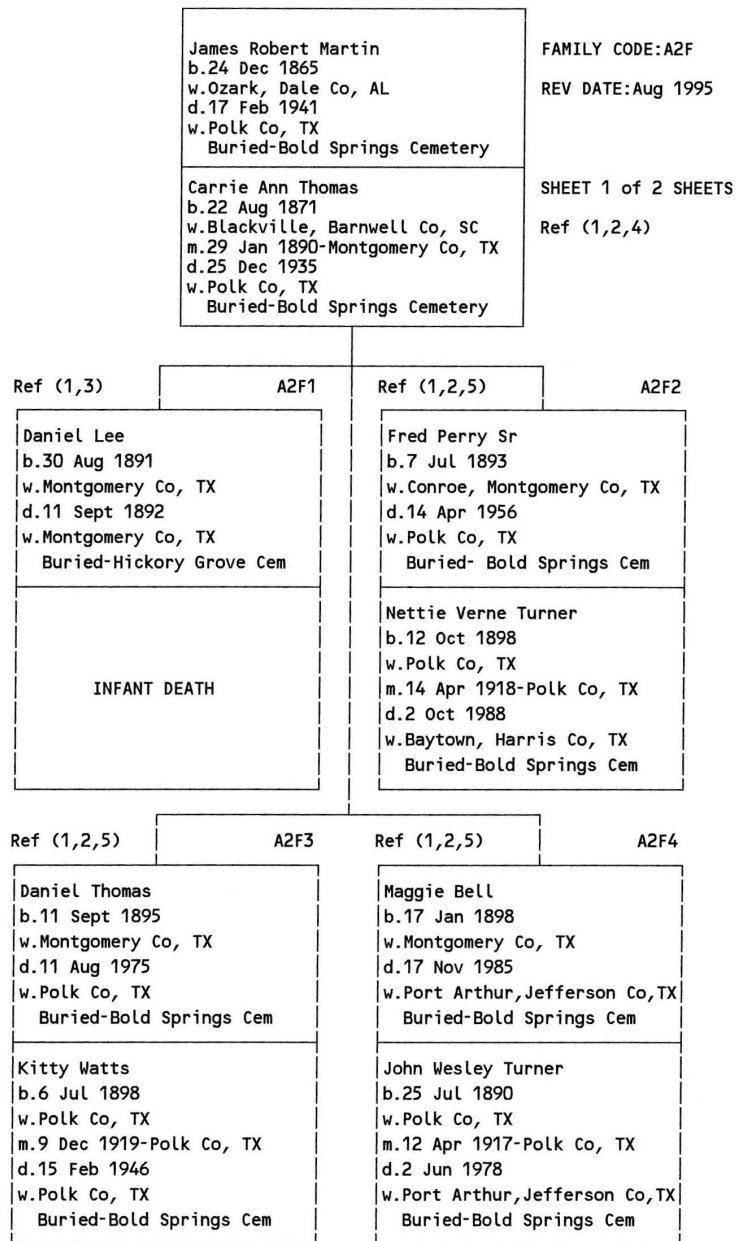 James Robert Martin
b.24 Dec 1865
w.Ozark, Dale Co, AL
d.17 Feb 1941
w.Polk Co, TX
Buried-Bold Springs Cemetery
FAMILY CODE:A2F
REV DATE:Aug 1995
Carrie Ann Thomas
b.22 Aug 1871
w.Blackville, Barnwell Co, SC
m.29 Jan 1890-Montgomery Co, TX
d.25 Dec 1935
w.Polk Co, TX
Buried-Bold Springs Cemetery
SHEET 1 of 2 SHEETS
Ref (1,2,4)
Ref (1,3) A2F1
Daniel Lee
b.30 Aug 1891
w.Montgomery Co, TX
d.11 Sept 1892
w.Montgomery Co, TX
Buried-Hickory Grove Cem
INFANT DEATH
Ref (1,2,5) A2F2
Fred Perry Sr
b.7 Jul 1893
w.Conroe, Montgomery Co, TX
d.14 Apr 1956
w.Polk Co, TX
Buried- Bold Springs Cem
Nettie Verne Turner
b.12 Oct 1898
w.Polk Co, TX
m.14 Apr 1918-Polk Co, TX
d.2 Oct 1988
w.Baytown, Harris Co, TX
Buried-Bold Springs Cem
Ref (1,2,5) A2F3
Daniel Thomas
b.11 Sept 1895
w.Montgomery Co, TX
d.11 Aug 1975
w.Polk Co, TX
Buried-Bold Springs Cem
Kitty Watts
b.6 Jul 1898
w.Polk Co, TX
m.9 Dec 1919-Polk Co, TX
d.15 Feb 1946
w.Polk Co, TX
Buried-Bold Springs Cem
Ref (1,2,5) A2F4
Maggie Bell
b.17 Jan 1898
w.Montgomery Co, TX
d.17 Nov 1985
w.Port Arthur,Jefferson Co,TX
Buried-Bold Springs Cem
John Wesley Turner
b.25 Jul 1890
w.Polk Co, TX
m.12 Apr 1917-Polk Co, TX
d.2 Jun 1978
w.Port Arthur,Jefferson Co,TX
Buried-Bold Springs Cem